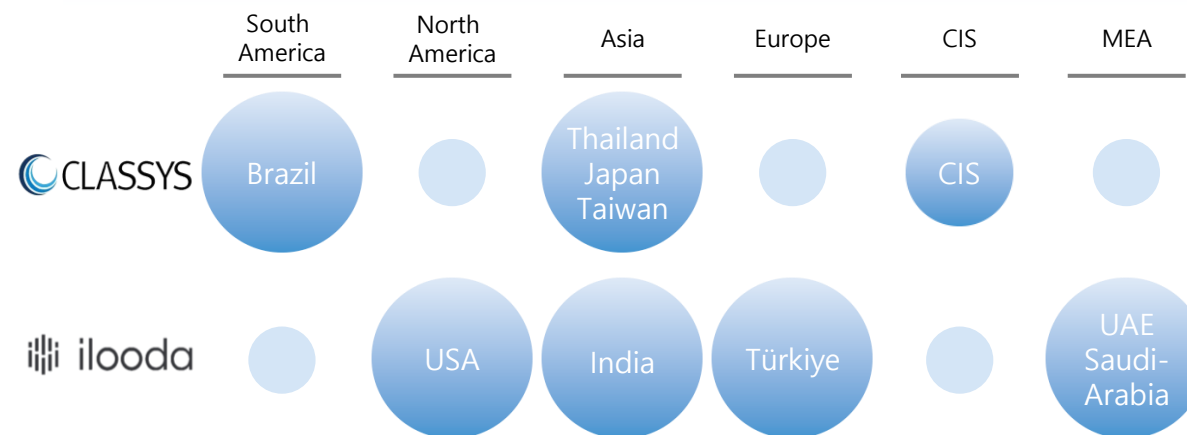 South
America
North
America
Asia
Europe
CIS
MEA
CLASSYS
Brazil
Thailand
Japan
Taiwan
CIS
ilooda
USA
India
Türkiye
UAE
Saudi-
Arabia